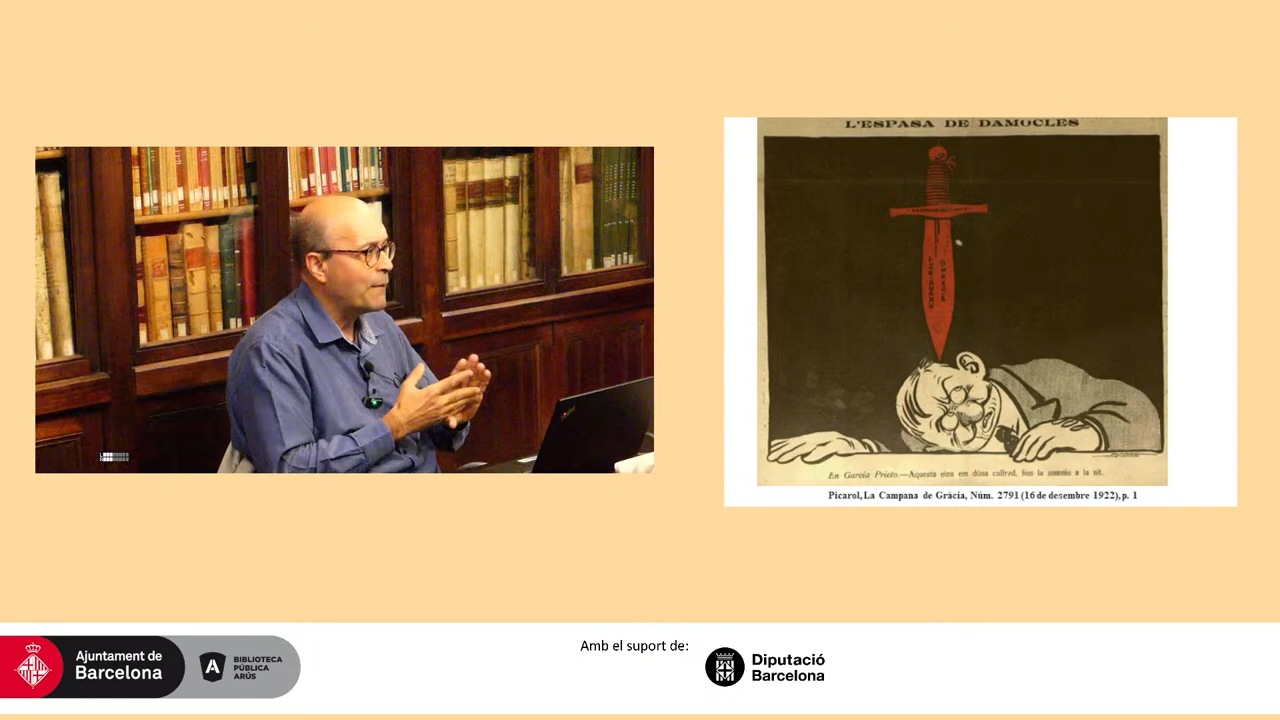 L'ESPASA DE DAMOCLES
En García Prieto.—Aquesta eina em dóna calfred, fins la somnio a la nit.
Picarol, La Campana de Gràcia, Núm. 2791 (16 de desembre 1922), p. 1
Amb el suport de:
Ajuntament de
Barcelona
A
BIBLIOTECA
PÚBLICA
ARÚS
Diputació
Barcelona